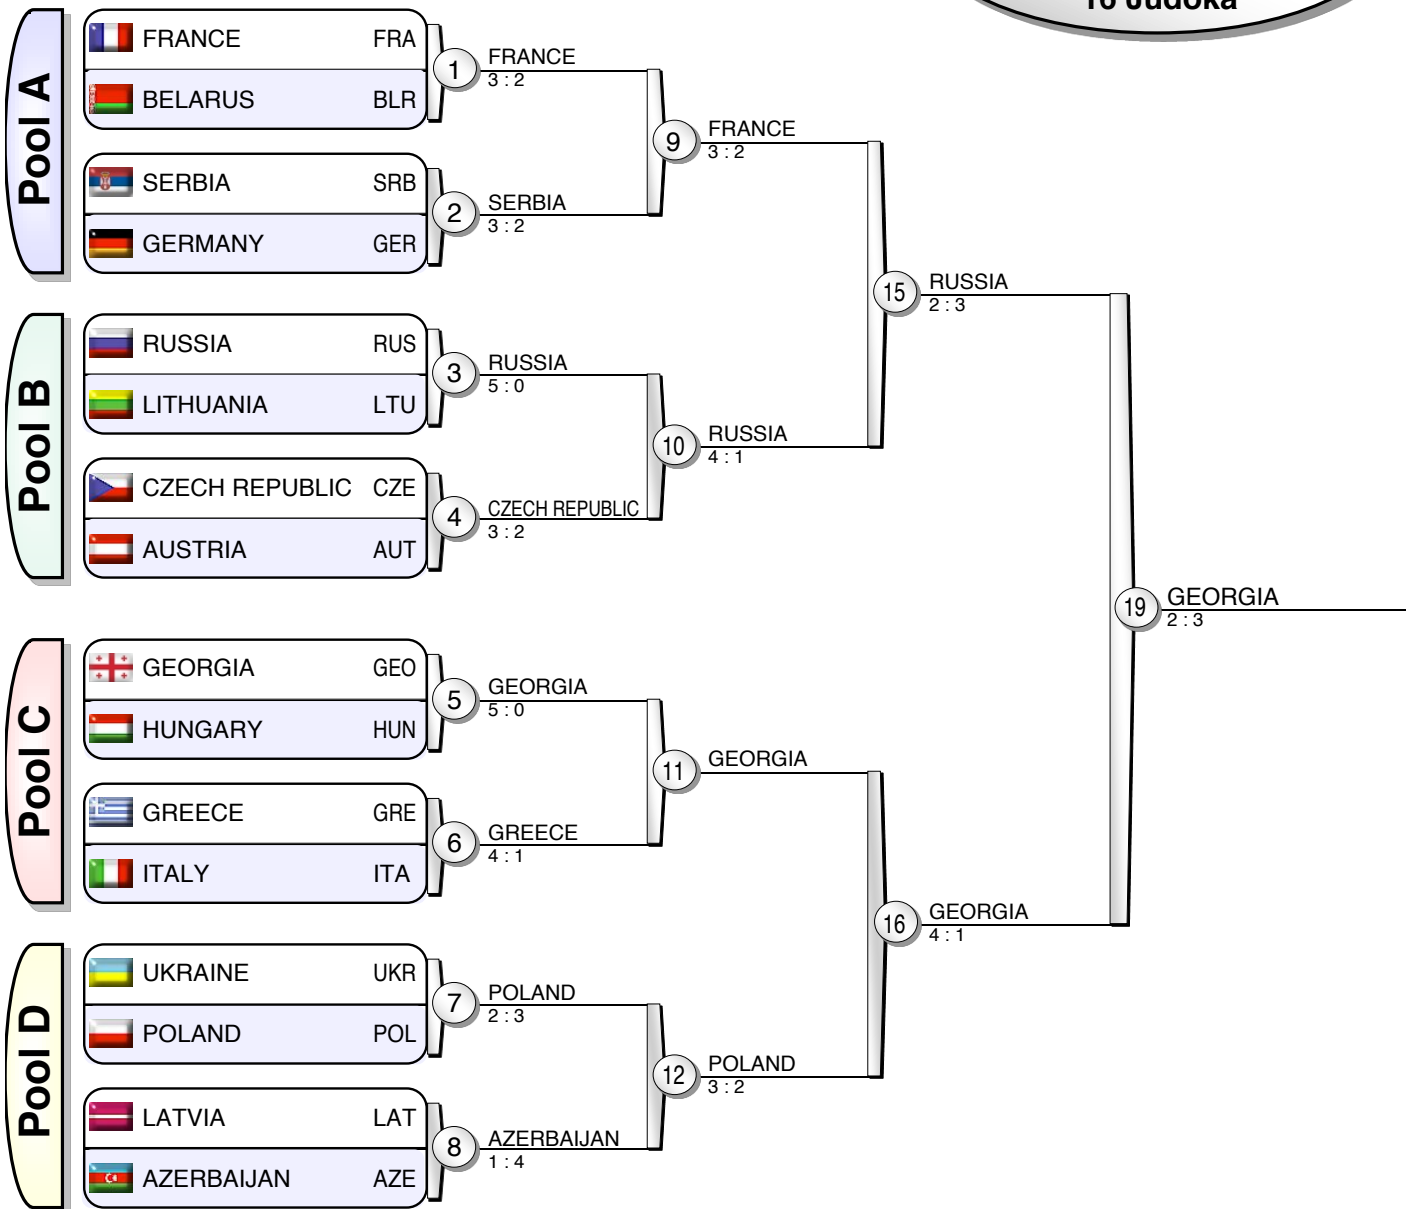 16 Judoka
Pool A
FRANCE FRA
BELARUS BLR
SERBIA SRB
GERMANY GER
1
FRANCE
3 : 2
2
SERBIA
3 : 2
9
FRANCE
3 : 2
Pool B
RUSSIA RUS
LITHUANIA LTU
CZECH REPUBLIC CZE
AUSTRIA AUT
3
RUSSIA
5 : 0
4
CZECH REPUBLIC
3 : 2
10
RUSSIA
4 : 1
15
RUSSIA
2 : 3
Pool C
GEORGIA GEO
HUNGARY HUN
GREECE GRE
ITALY ITA
5
GEORGIA
5 : 0
6
GREECE
4 : 1
11
GEORGIA
Pool D
UKRAINE UKR
POLAND POL
LATVIA LAT
AZERBAIJAN AZE
7
POLAND
2 : 3
8
AZERBAIJAN
1 : 4
12
POLAND
3 : 2
16
GEORGIA
4 : 1
19
GEORGIA
2 : 3